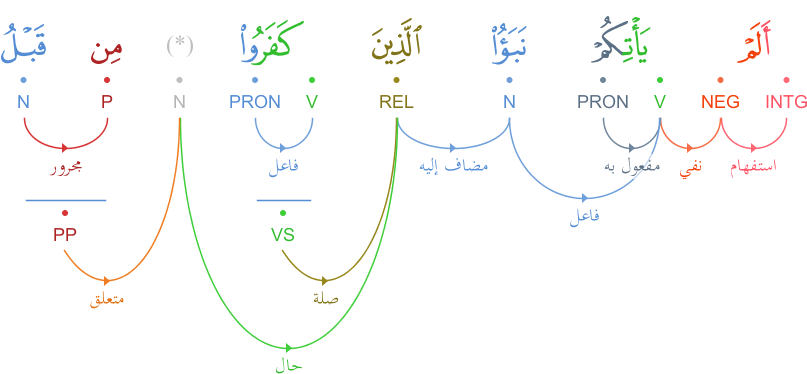 أَلَمْ يَأْتِكُمْ نَبَؤُا۟ ٱلَّذِينَ كَفَرُوا۟ (*) مِن قَبْلُ
INTG NEG V PRON N REL V PRON N P N
استفهام نفي مفعول به مضاف إليه فاعل مجرور
فاعل
VS PP
صلة متعلق
حال